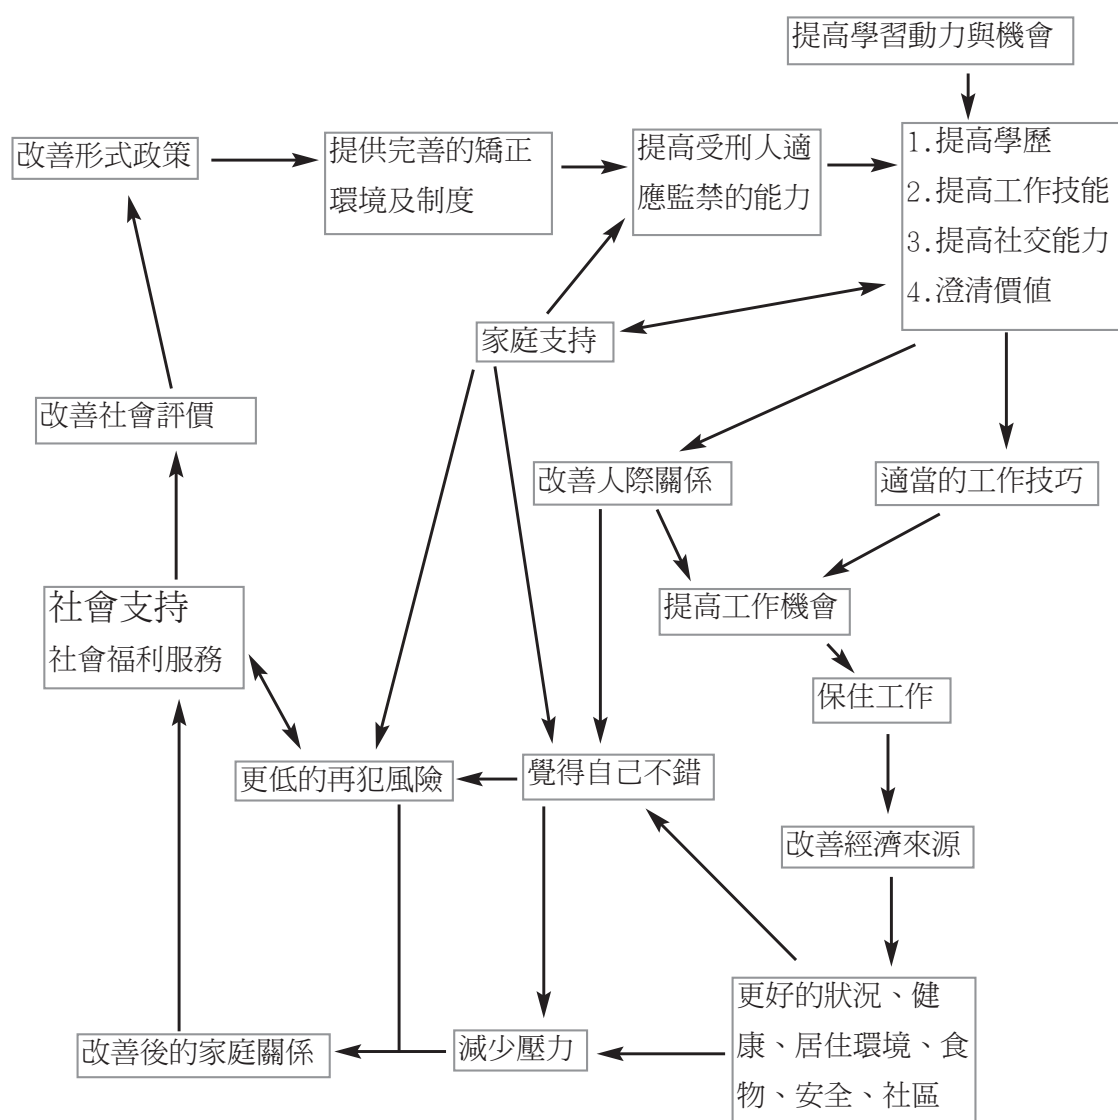 提高學習動力與機會
改善形式政策
提供完善的矯正
環境及制度
提高受刑人適
應監禁的能力
1.提高學歷
2.提高工作技能
3.提高社交能力
4.澄清價值
家庭支持
改善社會評價
改善人際關係
適當的工作技巧
社會支持
社會福利服務
提高工作機會
保住工作
更低的再犯風險
覺得自己不錯
改善經濟來源
更好的狀況、健
康、居住環境、食
物、安全、社區
改善後的家庭關係
減少壓力